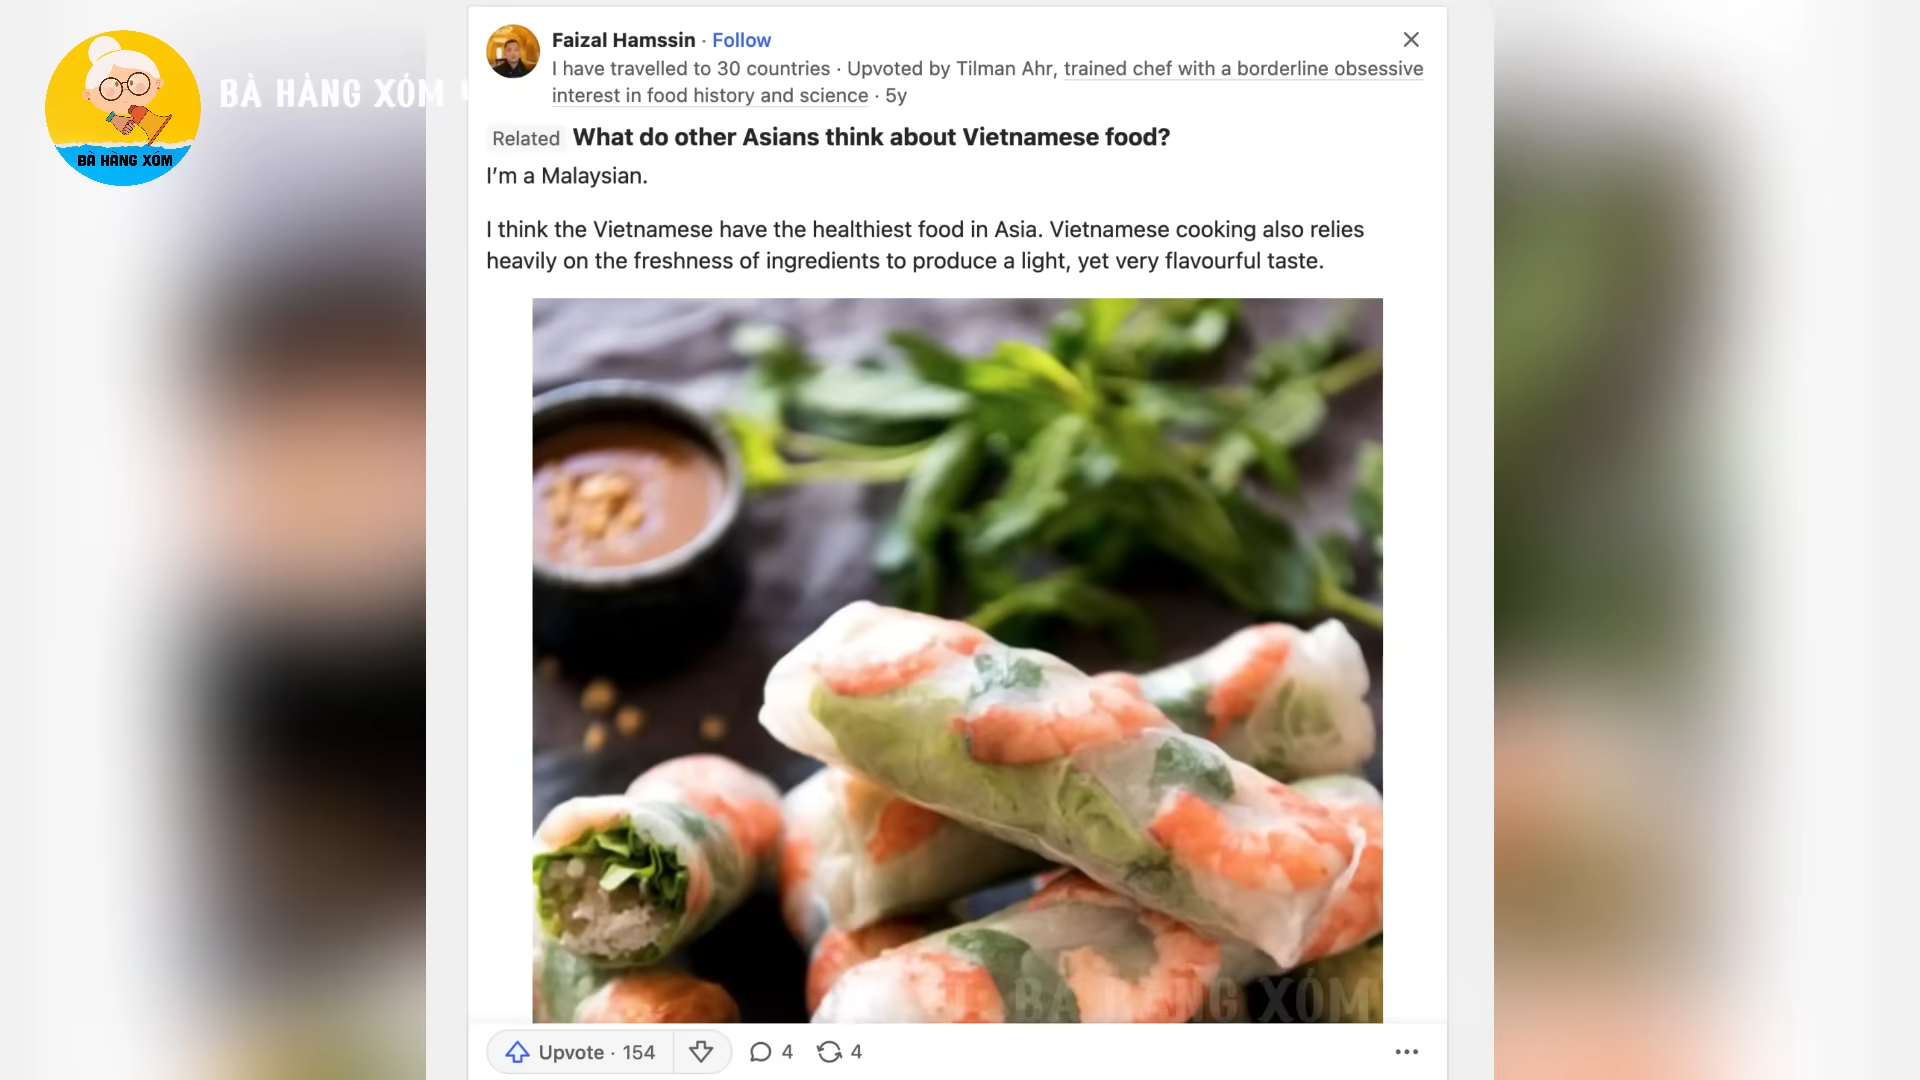 BÀ HÀNG XÓM
BÀ HÀNG XÓM
Faizal Hamssin · Follow
I have travelled to 30 countries · Upvoted by Tilman Ahr, trained chef with a borderline obsessive
interest in food history and science · 5y
Related What do other Asians think about Vietnamese food?
I’m a Malaysian.
I think the Vietnamese have the healthiest food in Asia. Vietnamese cooking also relies
heavily on the freshness of ingredients to produce a light, yet very flavourful taste.
BÀ HÀNG XÓM
Upvote · 154
4
4